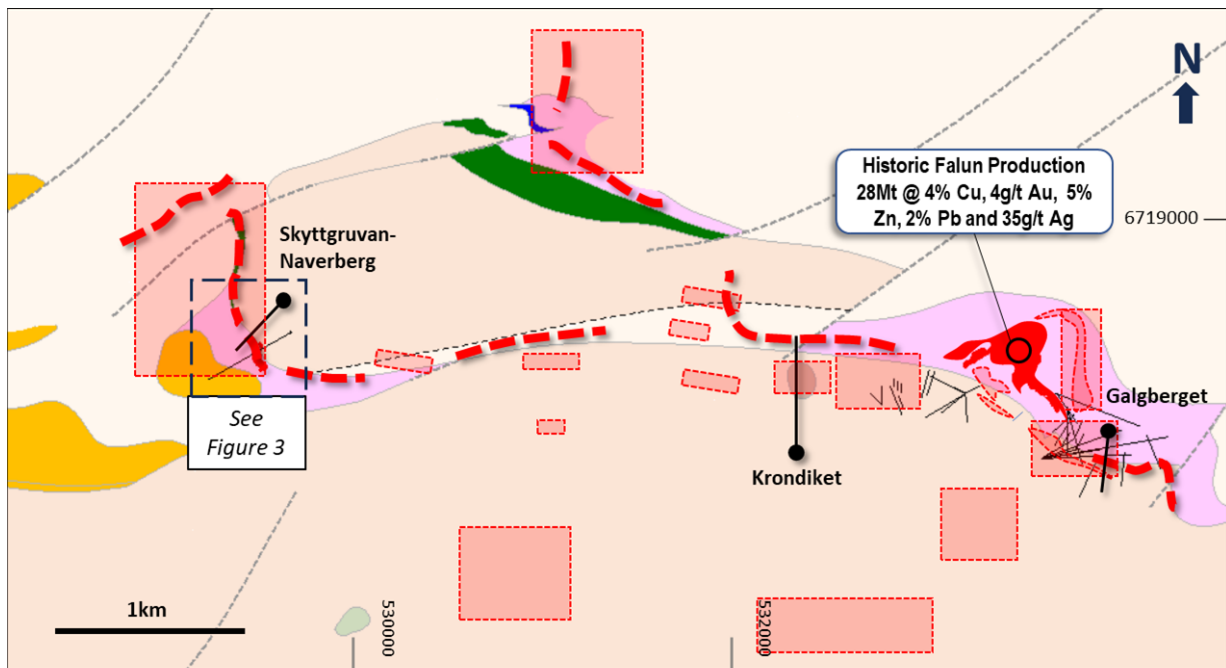 N
Historic Falun Production
28Mt @ 4% Cu, 4g/t Au, 5%
Zn, 2% Pb and 35g/t Ag
6719000
Skyttgruvan-
Naverberg
Galgberget
See
Figure 3
Krondiket
1km
530000
532000